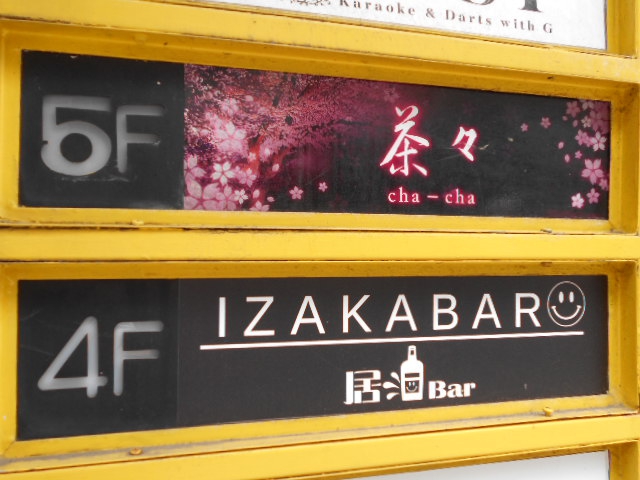 Karaoke & Darts with G
5F
茶々
cha-cha
4F
IZAKABAR
居酒Bar